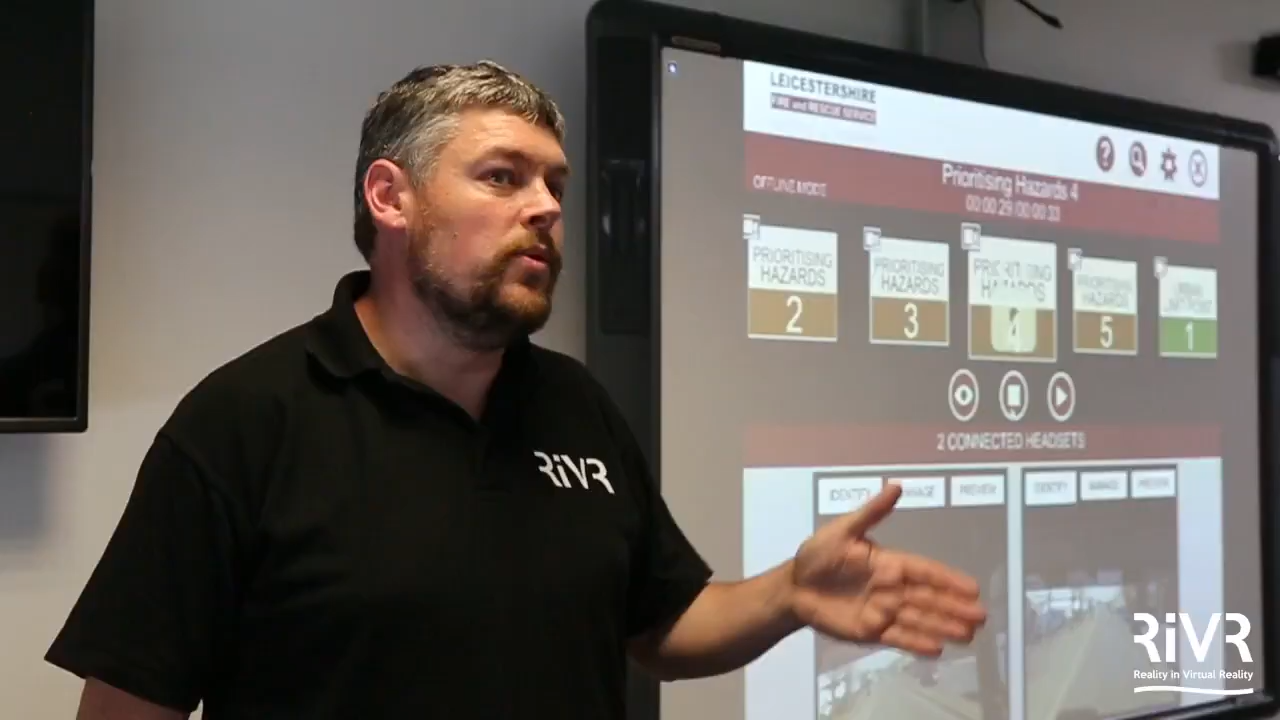 LEICESTERSHIRE
FIRE and RESCUE SERVICE
?
OFFLINE MODE
Prioritising Hazards 4
00:00:29/00:00:33
PRIORITISING
HAZARDS
2
PRIORITISING
HAZARDS
3
PRIORITISING
HAZARDS
4
PRIORITISING
HAZARDS
5
1
2 CONNECTED HEADSETS
IDENTIFY
MANAGE
PREVIEW
IDENTIFY
MANAGE
PREVIEW
RiVR
RiVR
Reality in Virtual Reality